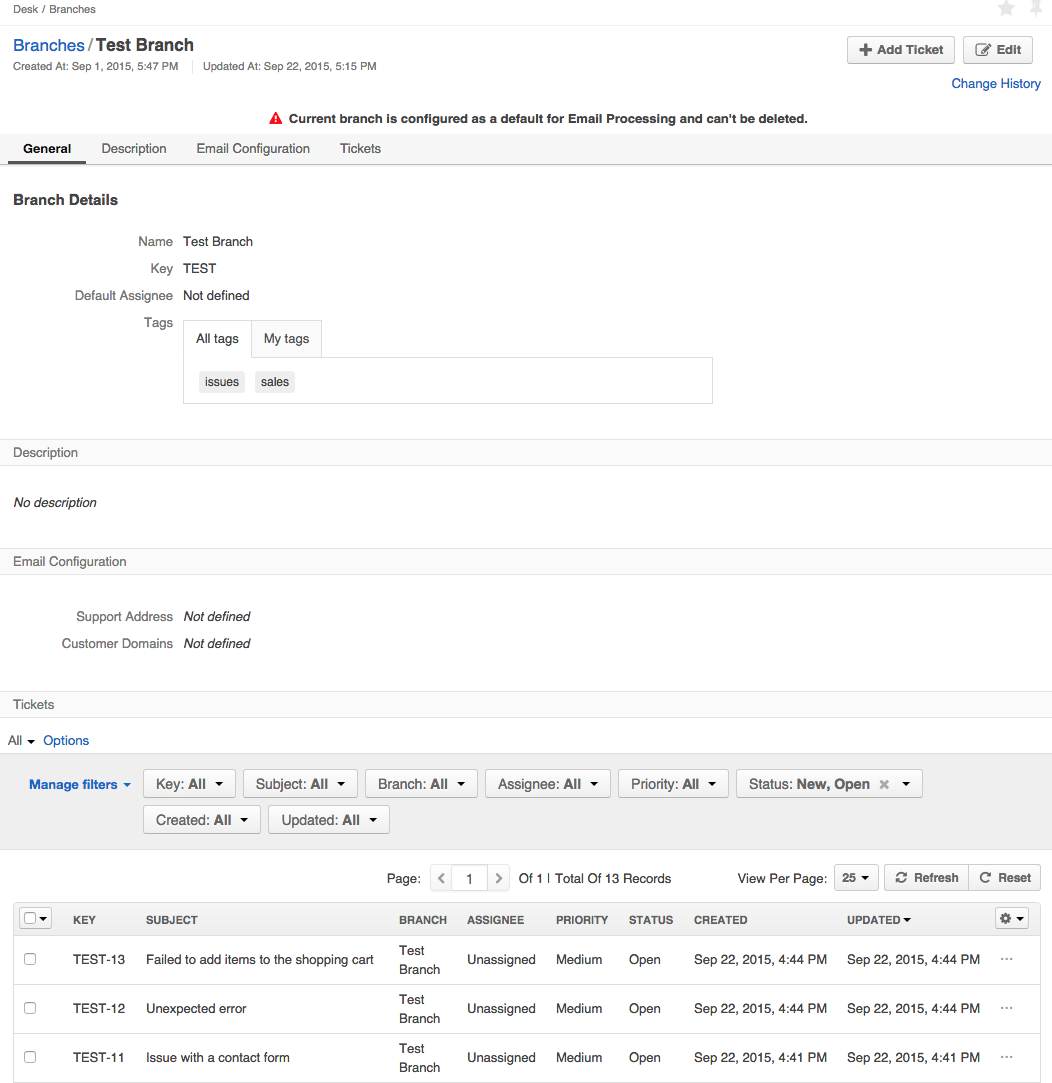 Desk / Branches
Branches / Test Branch
Add Ticket
Edit
Created At: Sep 1, 2015, 5:47 PM
Updated At: Sep 22, 2015, 5:15 PM
Change History
Current branch is configured as a default for Email Processing and can't be deleted.
General Description Email Configuration Tickets
Branch Details
Name Test Branch
Key TEST
Default Assignee Not defined
Tags
All tags My tags
issues sales
Description
No description
Email Configuration
Support Address Not defined
Customer Domains Not defined
Tickets
All Options
Manage filters Key: All Subject: All Branch: All Assignee: All Priority: All Status: New, Open
Created: All Updated: All
Page: 1 Of 1 | Total Of 13 Records View Per Page: 25 Refresh Reset
KEY SUBJECT BRANCH ASSIGNEE PRIORITY STATUS CREATED UPDATED
TEST-13 Failed to add items to the shopping cart Test Branch Unassigned Medium Open Sep 22, 2015, 4:44 PM Sep 22, 2015, 4:44 PM ...
TEST-12 Unexpected error Test Branch Unassigned Medium Open Sep 22, 2015, 4:44 PM Sep 22, 2015, 4:44 PM ...
TEST-11 Issue with a contact form Test Branch Unassigned Medium Open Sep 22, 2015, 4:41 PM Sep 22, 2015, 4:41 PM ...